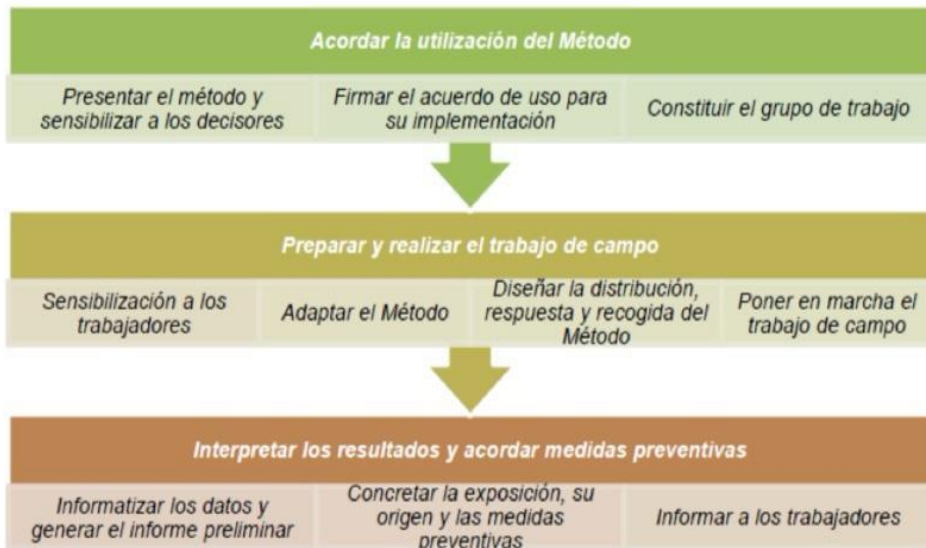 Acordar la utilización del Método
Presentar el método y
sensibilizar a los decisores
Firmar el acuerdo de uso para
su implementación
Constituir el grupo de trabajo
Preparar y realizar el trabajo de campo
Sensibilización a los
trabajadores
Adaptar el Método
Diseñar la distribución,
respuesta y recogida del
Método
Poner en marcha el
trabajo de campo
Interpretar los resultados y acordar medidas preventivas
Informatizar los datos y
generar el informe preliminar
Concretar la exposición, su
origen y las medidas
preventivas
Informar a los trabajadores